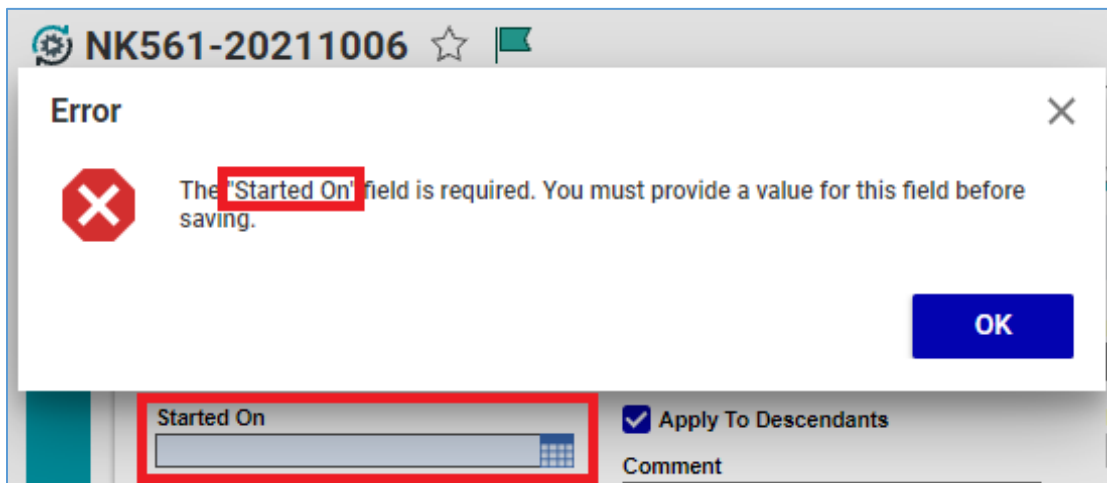 NK561-20211006
Error
The "Started On" field is required. You must provide a value for this field before
saving.
OK
Started On
Apply To Descendants
Comment